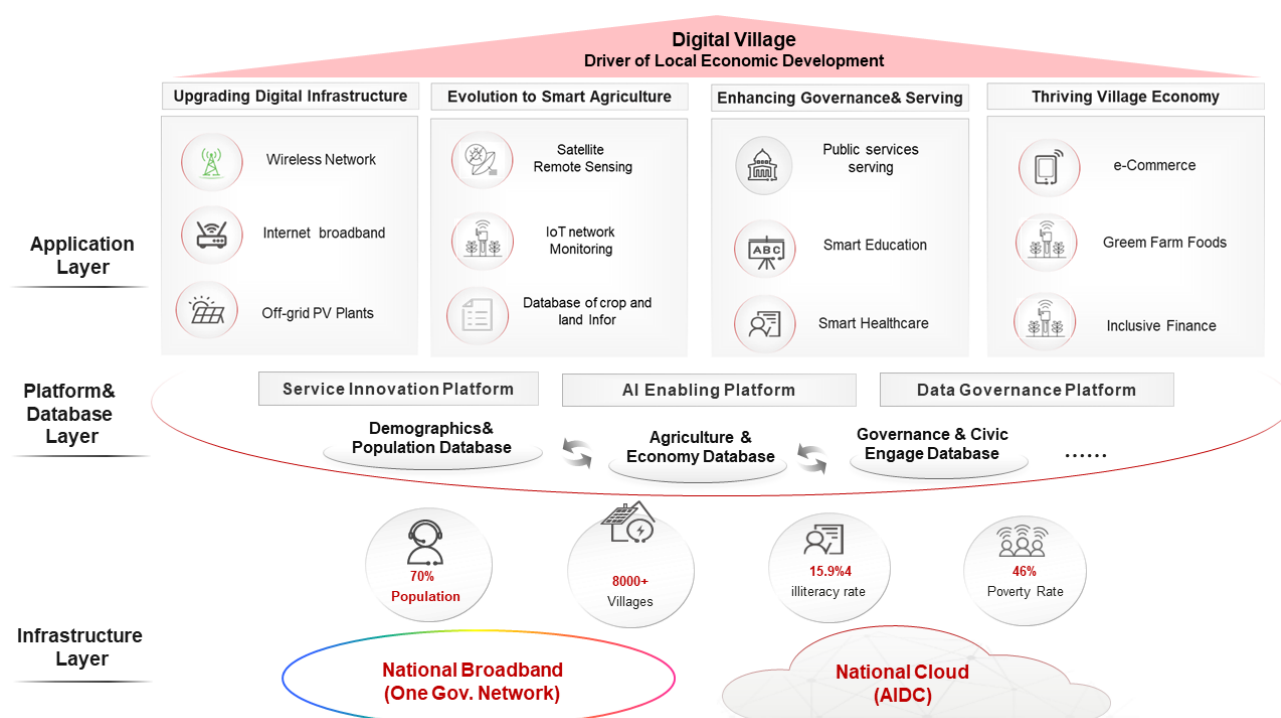 Digital Village
Driver of Local Economic Development
Upgrading Digital Infrastructure
Evolution to Smart Agriculture
Enhancing Governance& Serving
Thriving Village Economy
Application
Layer
Wireless Network
Internet broadband
Off-grid PV Plants
Satellite
Remote Sensing
IoT network
Monitoring
Database of crop and
land Infor
Public services
serving
ABC
Smart Education
Smart Healthcare
e-Commerce
Greem Farm Foods
Inclusive Finance
Platform&
Database
Layer
Service Innovation Platform
AI Enabling Platform
Data Governance Platform
Demographics&
Population Database
Agriculture &
Economy Database
Governance & Civic
Engage Database
......
Infrastructure
Layer
70%
Population
8000+
Villages
15.9%4
illiteracy rate
46%
Poverty Rate
National Broadband
(One Gov. Network)
National Cloud
(AIDC)